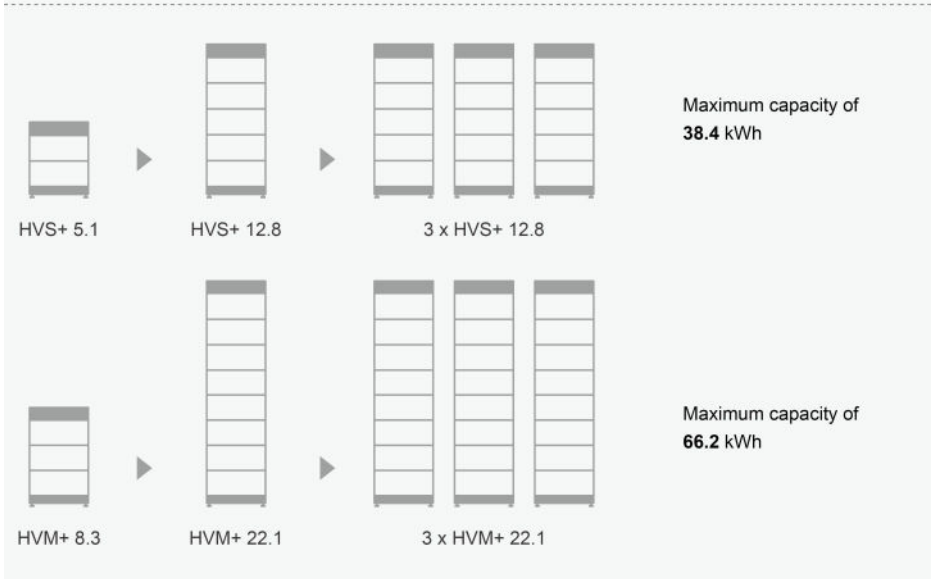 Maximum capacity of
38.4 kWh
HVS+ 5.1
HVS+ 12.8
3 x HVS+ 12.8
Maximum capacity of
66.2 kWh
HVM+ 8.3
HVM+ 22.1
3 x HVM+ 22.1